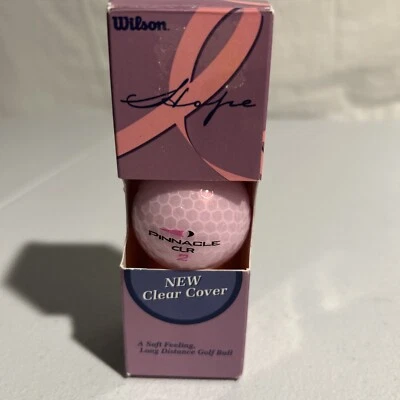 Wilson.
Hope
PINNACLE
CLR
2
NEW
Clear Cover
A Soft Feeling,
Long Distance Golf Ball